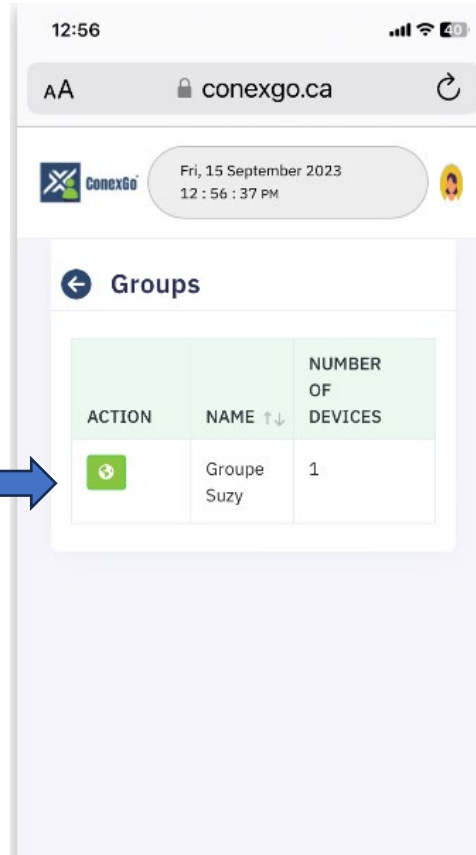 12:56
40
AA
conexgo.ca
ConexGo
Fri, 15 September 2023
12 : 56 : 37 PM
Groups
ACTION
NAME ↑↓
NUMBER
OF
DEVICES
Groupe
Suzy
1